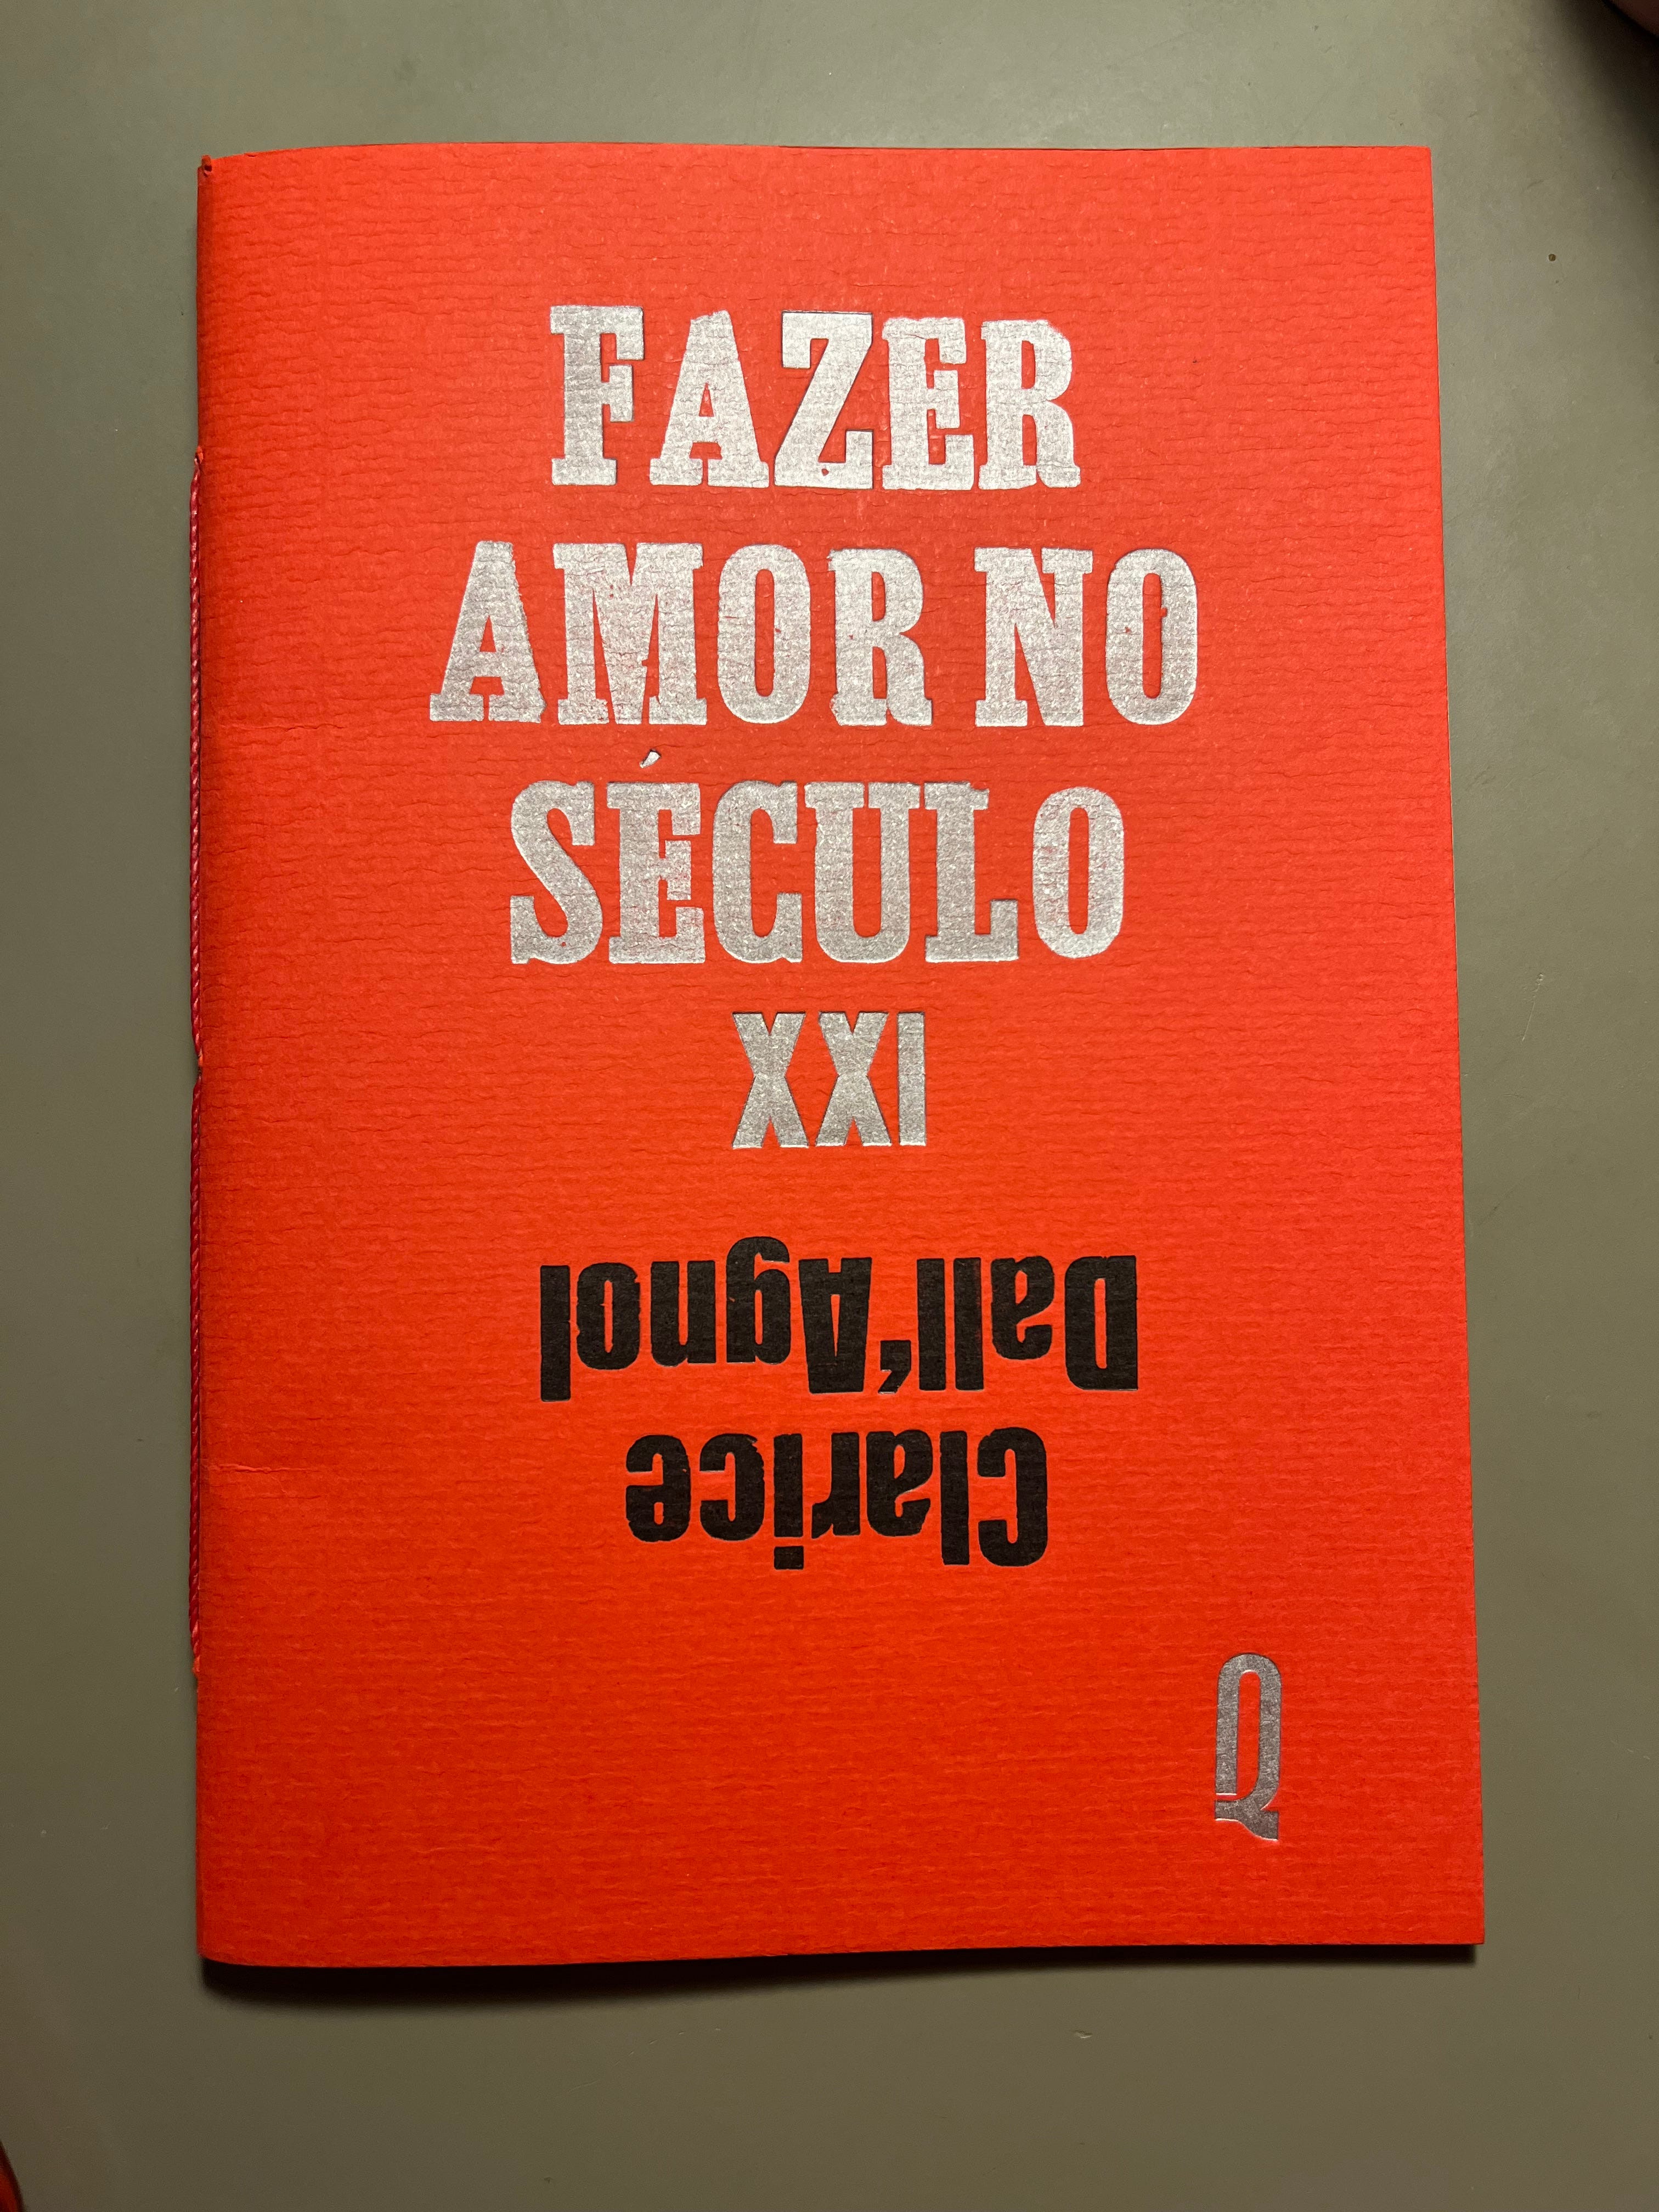 FAZER
AMOR NO
SÉCULO
XXI
Clarice
Dall'Agnol
Q